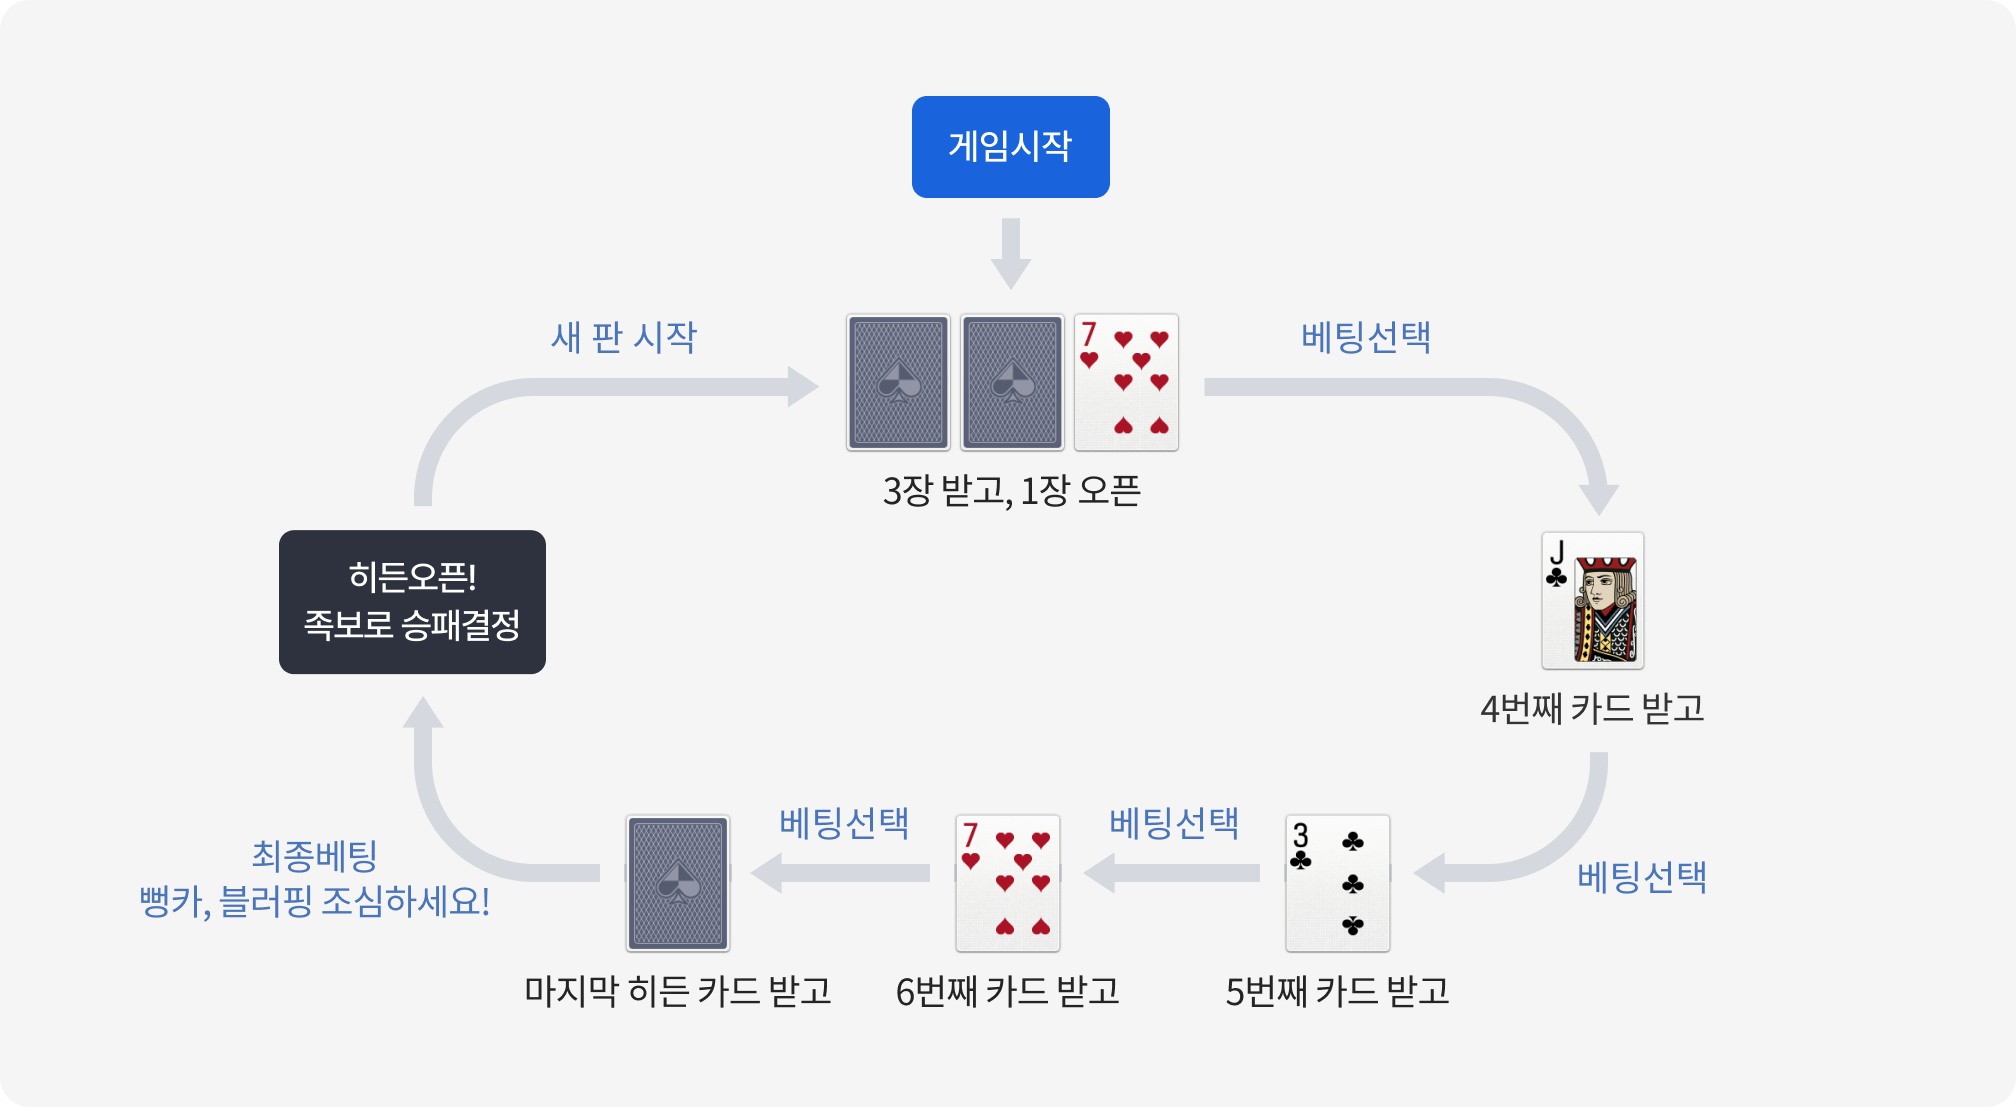 게임시작
새 판 시작
7
베팅선택
3장 받고, 1장 오픈
J
4번째 카드 받고
히든오픈!
족보로 승패결정
베팅선택
3
5번째 카드 받고
베팅선택
7
6번째 카드 받고
베팅선택
마지막 히든 카드 받고
최종베팅
뻥카, 블러핑 조심하세요!